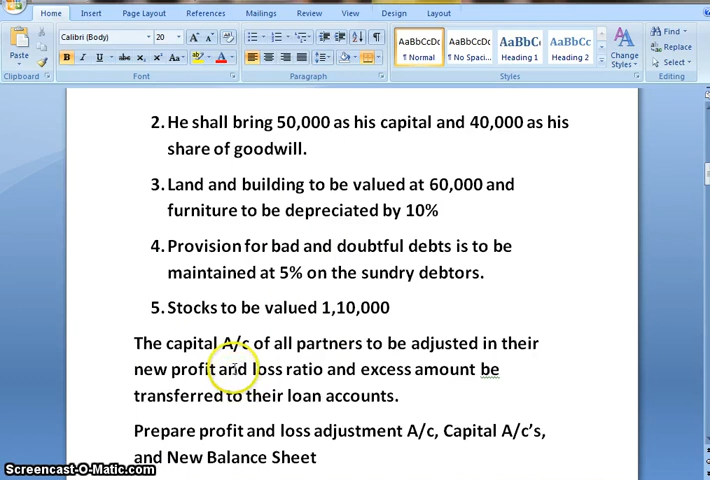 Home Insert Page Layout References Mailings Review View Design Layout
Calibri (Body) 20
Paste
B I U abc
AaBbCcDc AaBbCcDc AaBbC AaBbCc
¶ Normal ¶ No Spaci... Heading 1 Heading 2
Change Styles
Find
Replace
Select
Clipboard Font Paragraph Styles Editing
2. He shall bring 50,000 as his capital and 40,000 as his
share of goodwill.
3. Land and building to be valued at 60,000 and
furniture to be depreciated by 10%
4. Provision for bad and doubtful debts is to be
maintained at 5% on the sundry debtors.
5. Stocks to be valued 1,10,000
The capital A/c of all partners to be adjusted in their
new profit and loss ratio and excess amount be
transferred to their loan accounts.
Prepare profit and loss adjustment A/c, Capital A/c's,
and New Balance Sheet
Screencast-O-Matic.com